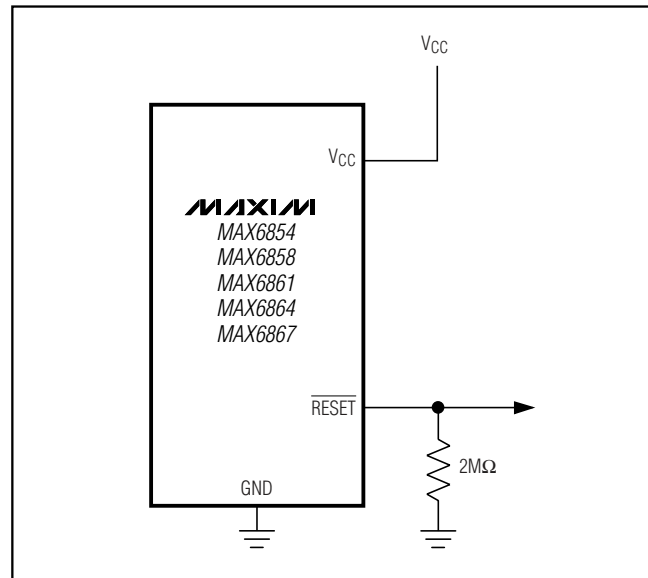 VCC
VCC
MAXIM
MAX6854
MAX6858
MAX6861
MAX6864
MAX6867
RESET
2MΩ
GND